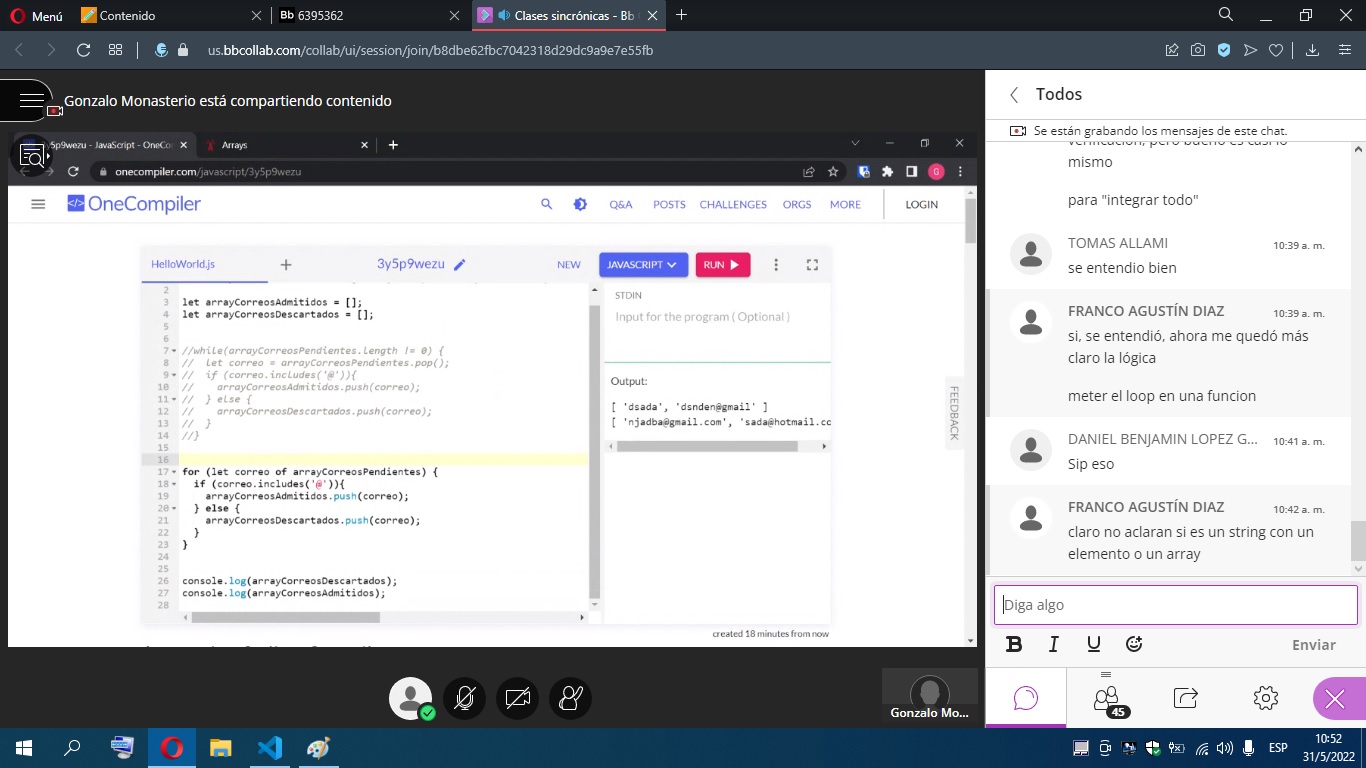 Menú
Contenido
Bb 6395362
Clases sincrónicas - Bb
us.bbcollab.com/collab/ui/session/join/b8dbe62fbc7042318d29dc9a9e7e55fb
Gonzalo Monasterio está compartiendo contenido
y5p9wezu - JavaScript - OneCo
Arrays
onecompiler.com/javascript/3y5p9wezu
G
OneCompiler
Q&A
POSTS
CHALLENGES
ORGS
MORE
LOGIN
HelloWorld.js
3y5p9wezu
NEW
JAVASCRIPT
RUN
2
3 let arrayCorreosAdmitidos = [];
4 let arrayCorreosDescartados = [];
5
6
7 //while(arrayCorreosPendientes.length != 0) {
8 // let correo = arrayCorreosPendientes.pop();
9 // if (correo.includes('@')){
10 // arrayCorreosAdmitidos.push(correo);
11 // } else {
12 // arrayCorreosDescartados.push(correo);
13 // }
14 //}
15
16
17 for (let correo of arrayCorreosPendientes) {
18 if (correo.includes('@')){
19 arrayCorreosAdmitidos.push(correo);
20 } else {
21 arrayCorreosDescartados.push(correo);
22 }
23 }
24
25
26 console.log(arrayCorreosDescartados);
27 console.log(arrayCorreosAdmitidos);
28
STDIN
Input for the program ( Optional )
Output:
[ 'dsada', 'dsnden@gmail' ]
[ 'njadba@gmail.com', 'sada@hotmail.co
FEEDBACK
created 18 minutes from now
Gonzalo Mo...
Todos
Se están grabando los mensajes de este chat.
mismo
para "integrar todo"
TOMAS ALLAMI
10:39 a. m.
se entendio bien
FRANCO AGUSTÍN DIAZ
10:39 a. m.
si, se entendió, ahora me quedó más
claro la lógica
meter el loop en una funcion
DANIEL BENJAMIN LOPEZ G...
10:41 a. m.
Sip eso
FRANCO AGUSTÍN DIAZ
10:42 a. m.
claro no aclaran si es un string con un
elemento o un array
Diga algo
B I U
Enviar
45
ESP
10:52
31/5/2022